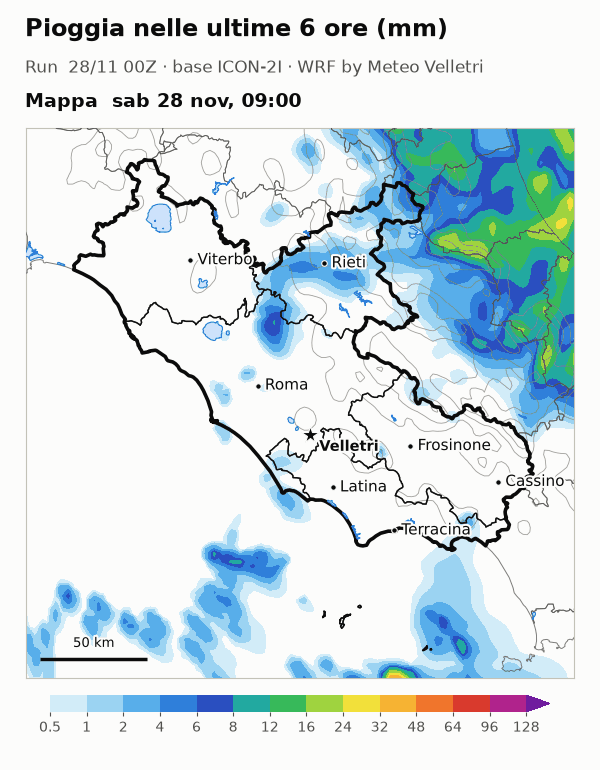 Pioggia nelle ultime 6 ore (mm)
Run 28/11 00Z · base ICON-2I · WRF by Meteo Velletri
Mappa sab 28 nov, 09:00
Viterbo
Rieti
Roma
Velletri
Frosinone
Cassino
Latina
Terracina
50 km
0.5 1 2 4 6 8 12 16 24 32 48 64 96 128